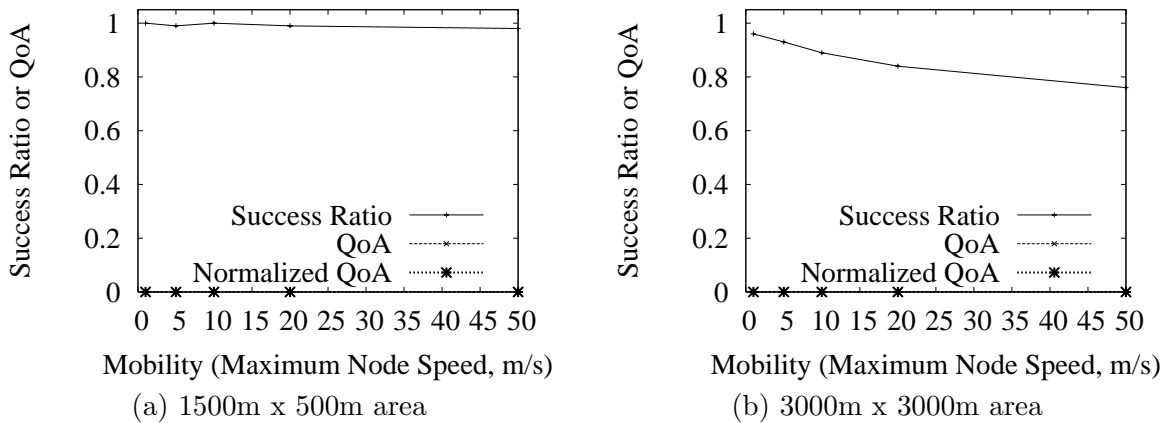 Success Ratio or QoA
1
0.8
0.6
0.4
0.2
0
Success Ratio
QoA
Normalized QoA
0 5 10 15 20 25 30 35 40 45 50
Mobility (Maximum Node Speed, m/s)
(a) 1500m x 500m area
Success Ratio or QoA
1
0.8
0.6
0.4
0.2
0
Success Ratio
QoA
Normalized QoA
0 5 10 15 20 25 30 35 40 45 50
Mobility (Maximum Node Speed, m/s)
(b) 3000m x 3000m area